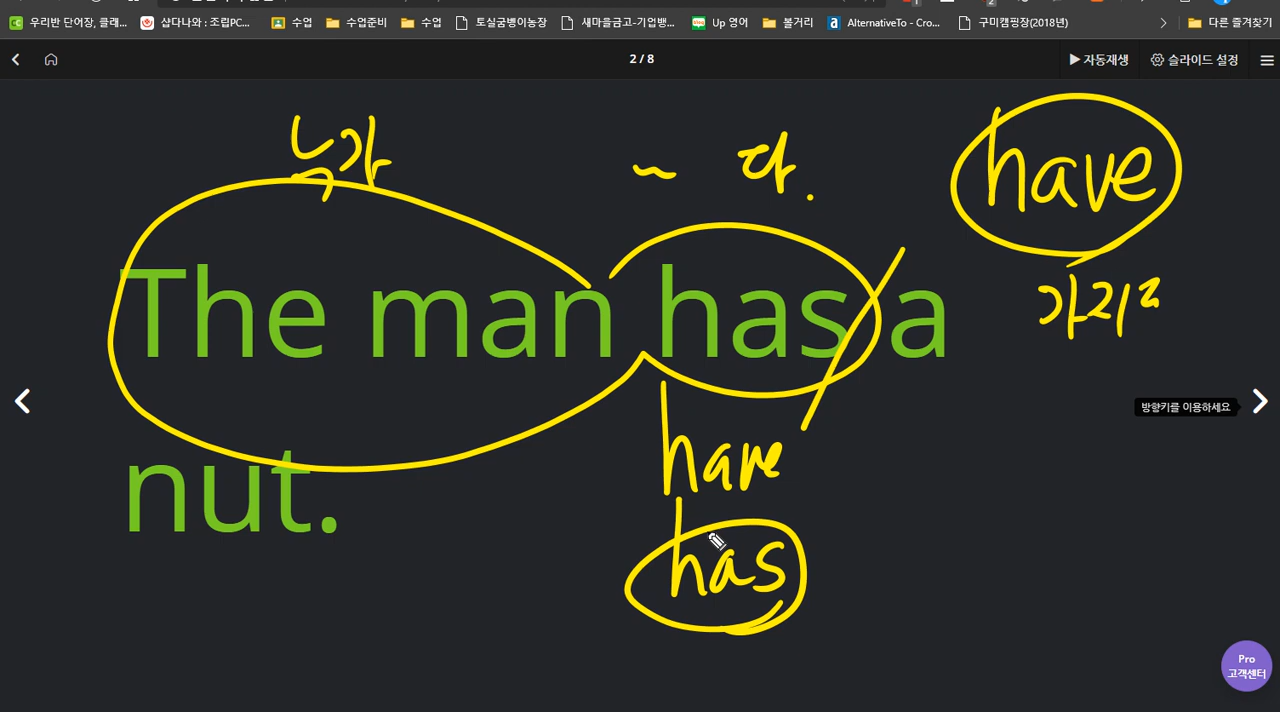 우리반 단어장, 클래... 샵다나와 : 조립PC,... 수업 수업준비 수업 토실굼벵이농장 새마을금고-기업뱅... Up 영어 볼거리 AlternativeTo - Cro... 구미캠핑장(2018년) 다른 즐겨찾기
2 / 8 자동재생 슬라이드 설정
누가 ~ 다. have
The man has a
가리
방향키를 이용하세요
nut.
have
has
Pro
고객센터